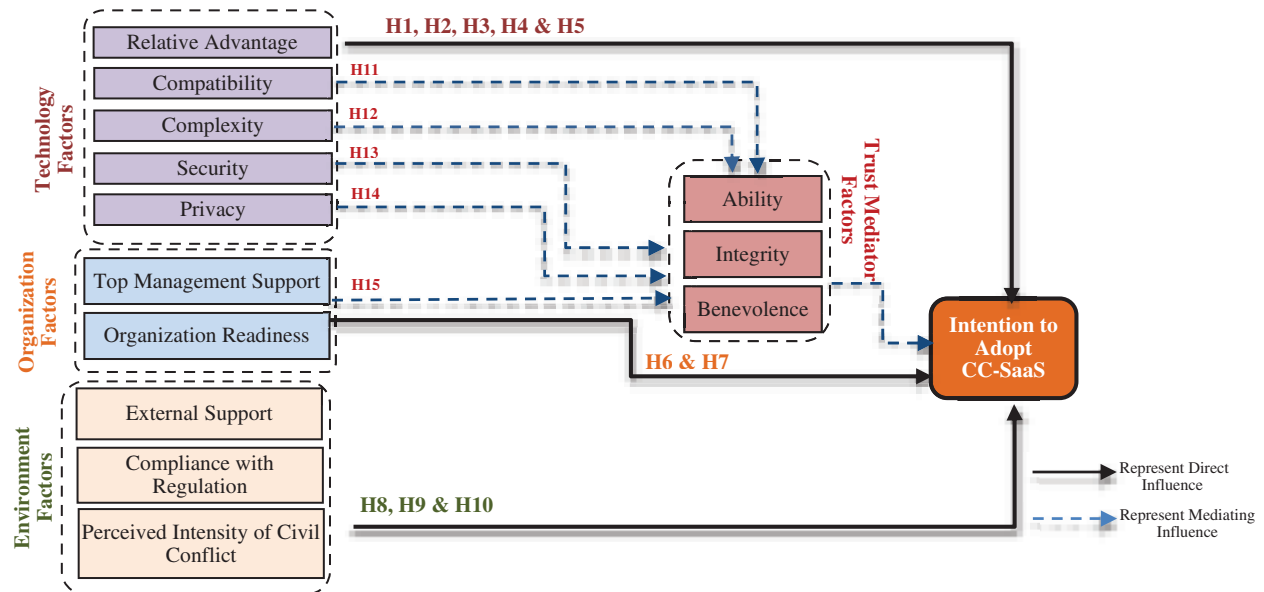 H1, H2, H3, H4 & H5
Technology
Factors
Relative Advantage
Compatibility
Complexity
Security
Privacy
H11
H12
H13
H14
Trust Mediator
Factors
Ability
Integrity
Benevolence
Organization
Factors
Top Management Support
Organization Readiness
H15
H6 & H7
Intention to
Adopt
CC-SaaS
Environment
Factors
External Support
Compliance with
Regulation
Perceived Intensity of Civil
Conflict
H8, H9 & H10
Represent Direct
Influence
Represent Mediating
Influence